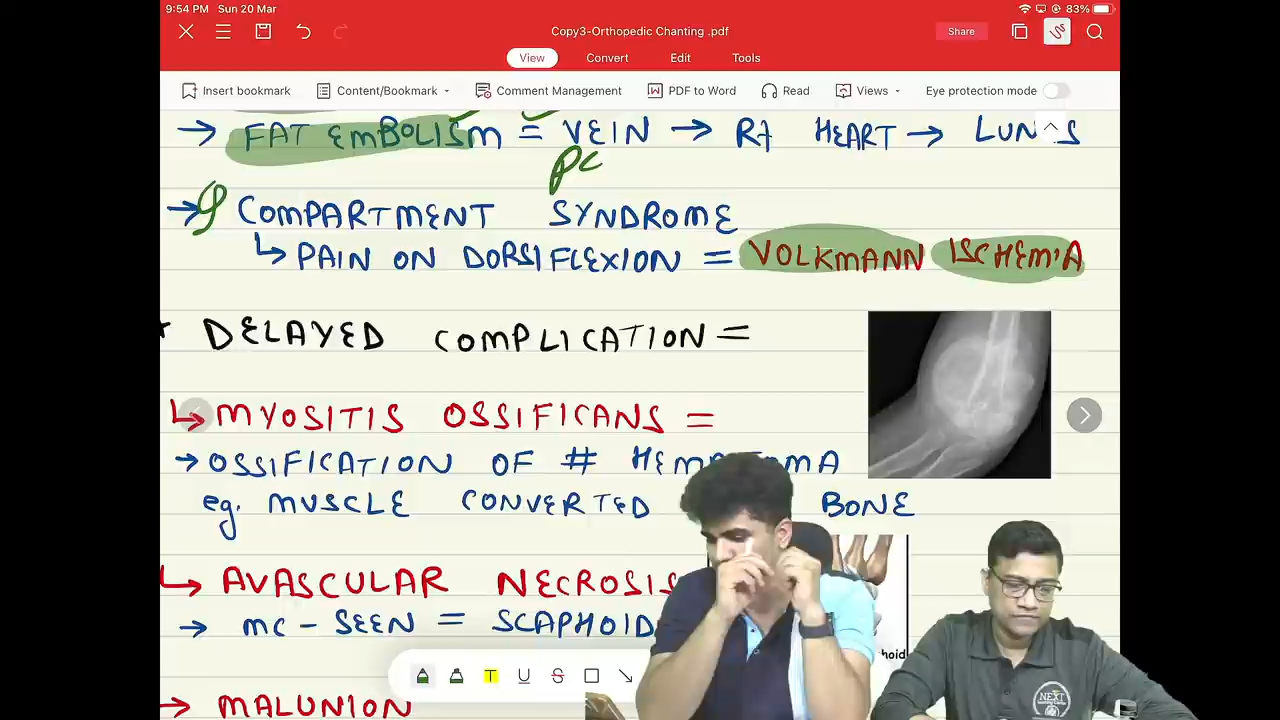 9:54 PM Sun 20 Mar 83%
Copy3-Orthopedic Chanting .pdf
Share
View Convert Edit Tools
Insert bookmark Content/Bookmark Comment Management PDF to Word Read Views Eye protection mode
→ FAT EMBOLISM = VEIN → RT HEART → LUNGS
→ COMPARTMENT SYNDROME
↳ PAIN ON DORSIFLEXION = VOLKMANN ISCHEMIA
DELAYED COMPLICATION =
↳ MYOSITIS OSSIFICANS =
→ OSSIFICATION OF # HEMATOMA
eg. MUSCLE CONVERTED BONE
↳ AVASCULAR NECROSIS
→ mc - SEEN = SCAPHOID
hoid
→ MALUNION
NEXT